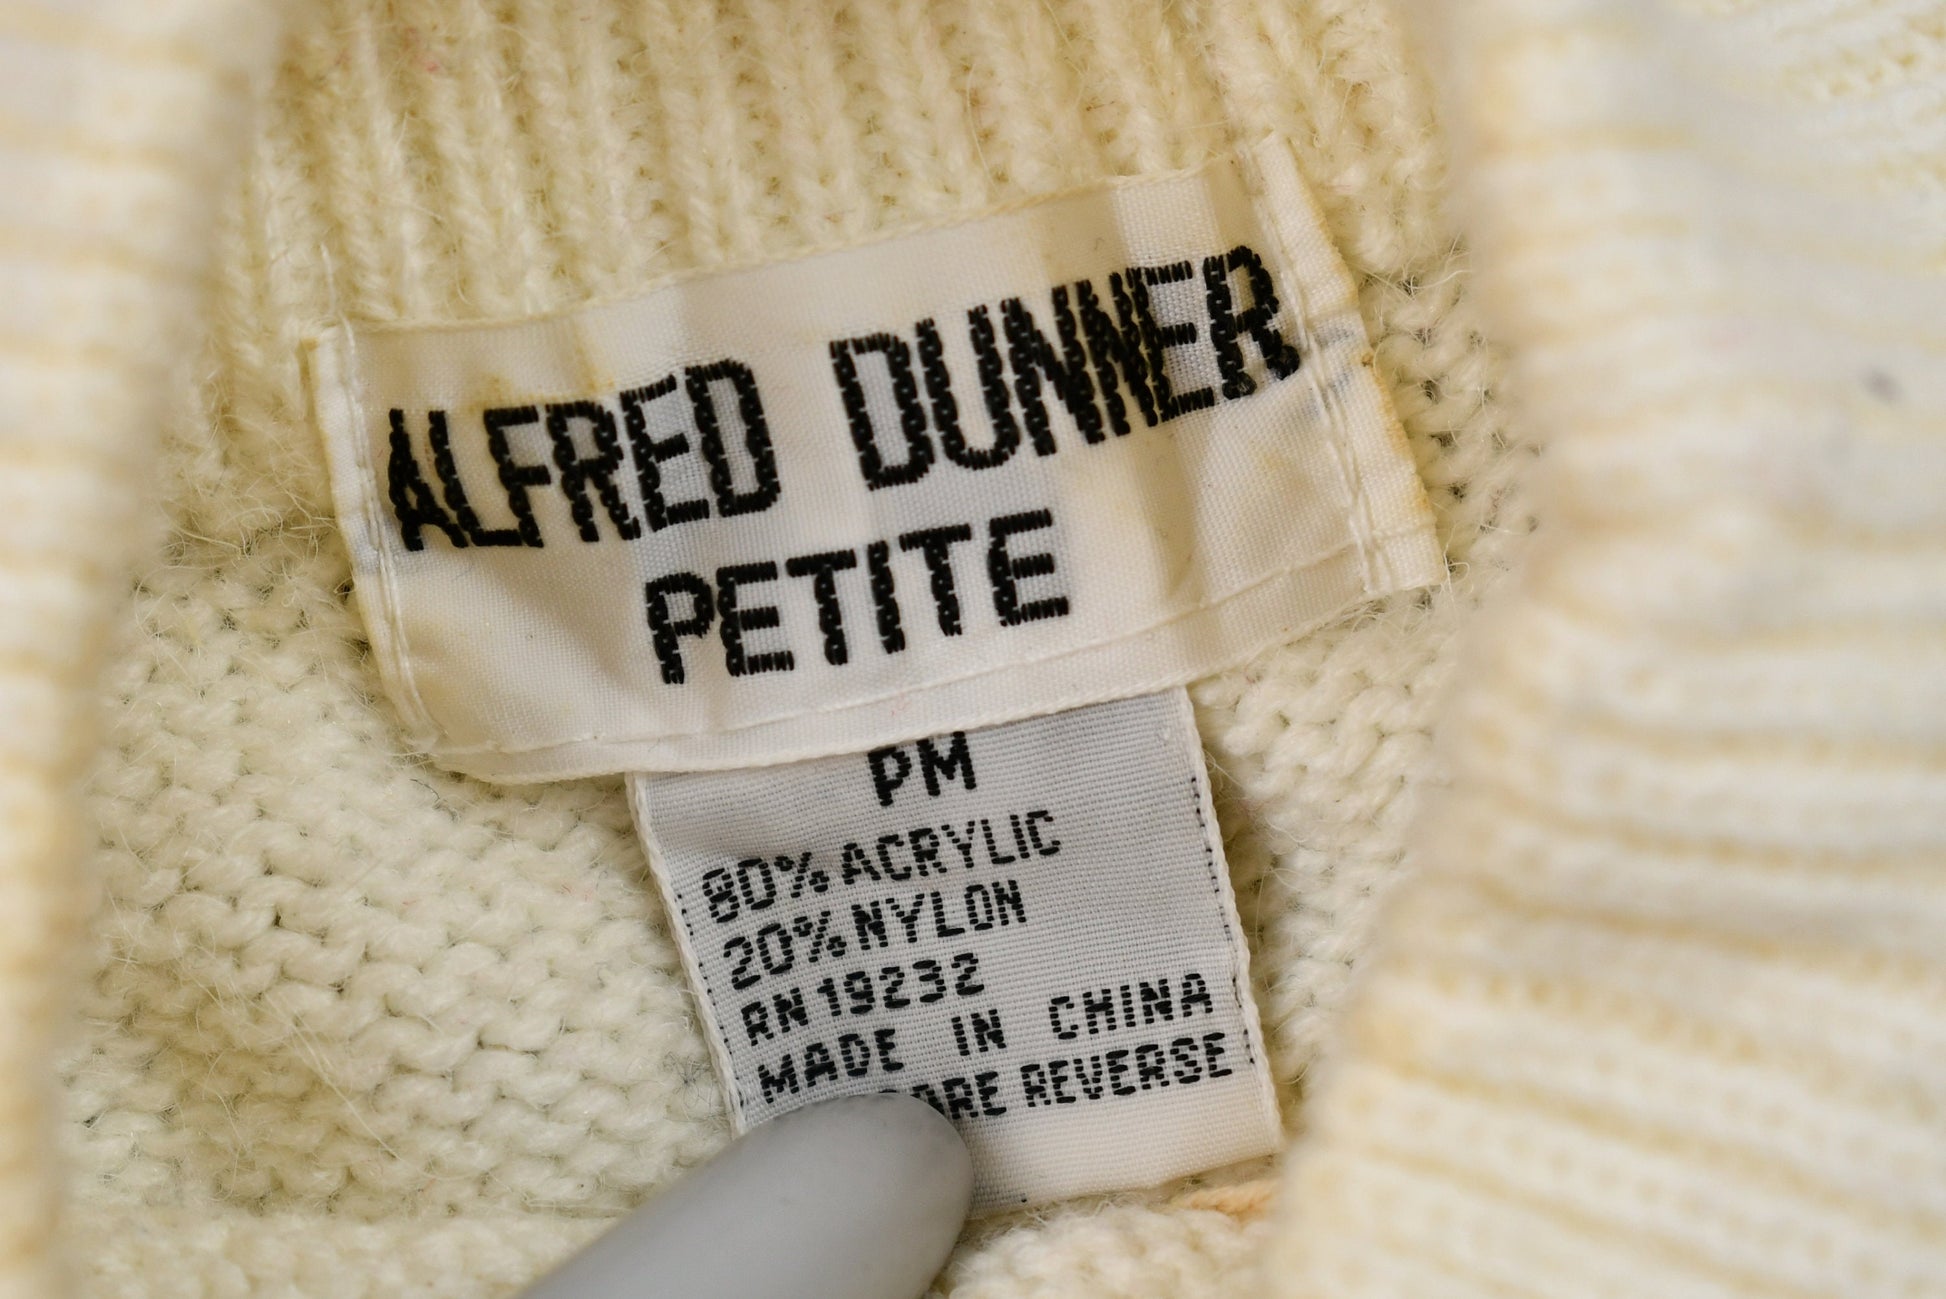 ALFRED DUNNER
PETITE
PM
80% ACRYLIC
20% NYLON
RN 19232
MADE IN CHINA
REVERSE